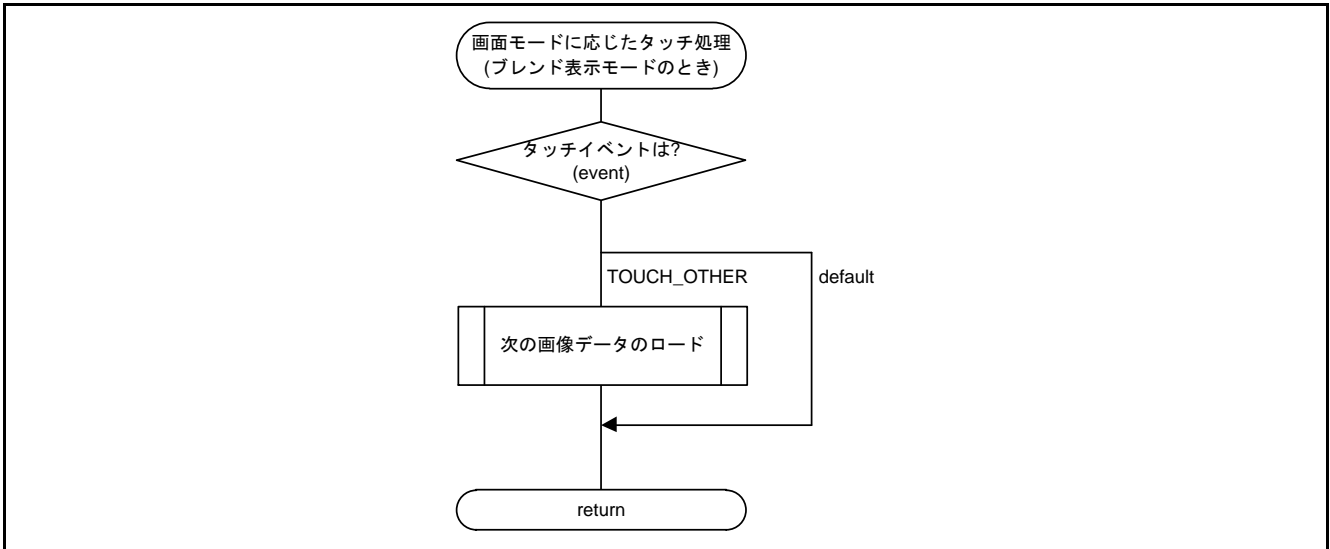 画面モードに応じたタッチ処理
(ブレンド表示モードのとき)
タッチイベントは?
(event)
TOUCH_OTHER
default
次の画像データのロード
return